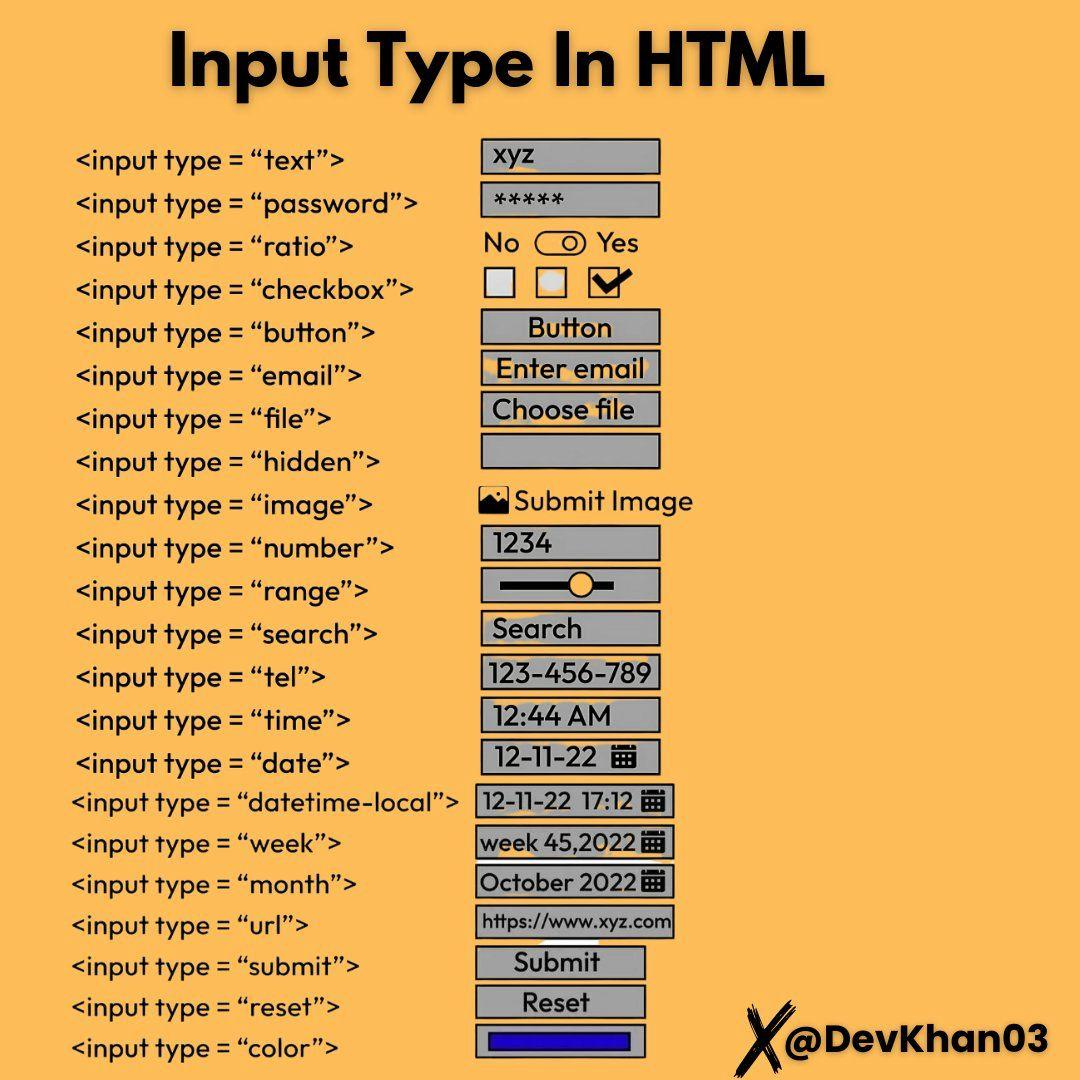 Input Type In HTML
<input type = “text”> xyz
<input type = “password”> *****
<input type = “ratio”> No Yes
<input type = “checkbox”>
<input type = “button”> Button
<input type = “email”> Enter email
<input type = “file”> Choose file
<input type = “hidden”>
<input type = “image”> Submit Image
<input type = “number”> 1234
<input type = “range”>
<input type = “search”> Search
<input type = “tel”> 123-456-789
<input type = “time”> 12:44 AM
<input type = “date”> 12-11-22
<input type = “datetime-local”> 12-11-22 17:12
<input type = “week”> week 45,2022
<input type = “month”> October 2022
<input type = “url”> https://www.xyz.com
<input type = “submit”> Submit
<input type = “reset”> Reset
<input type = “color”>
X@DevKhan03